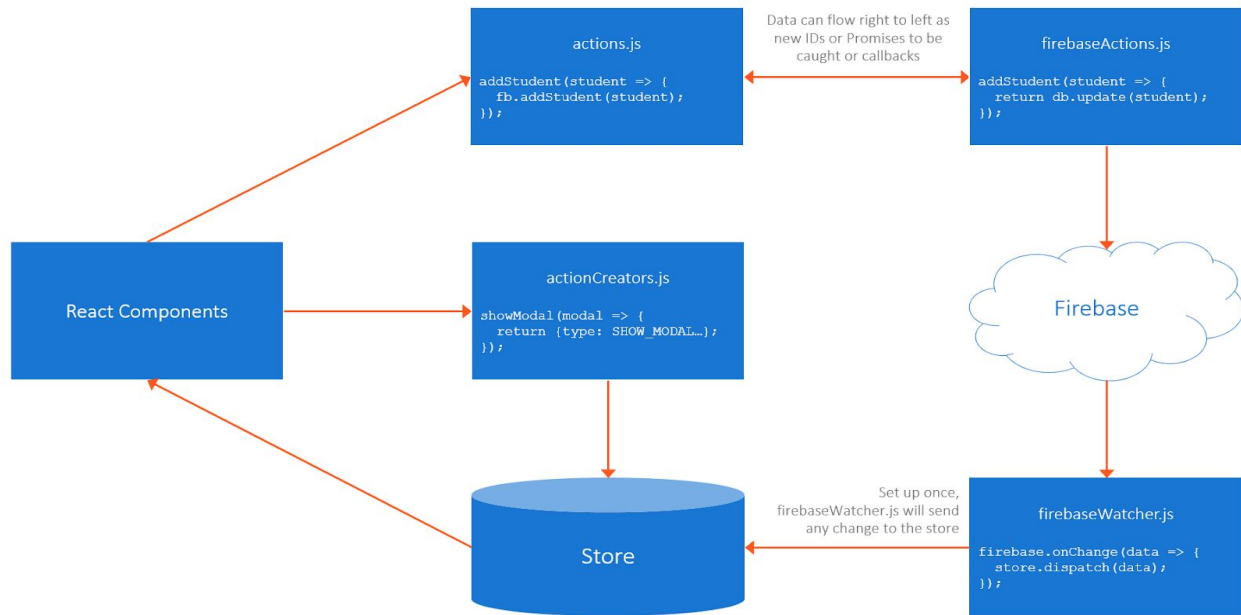 actions.js
addStudent(student => {
fb.addStudent(student);
});
Data can flow right to left as
new IDs or Promises to be
caught or callbacks
firebaseActions.js
addStudent(student => {
return db.update(student);
});
React Components
actionCreators.js
showModal(modal => {
return {type: SHOW_MODAL…};
});
Firebase
Store
Set up once,
firebaseWatcher.js will send
any change to the store
firebaseWatcher.js
firebase.onChange(data => {
store.dispatch(data);
});